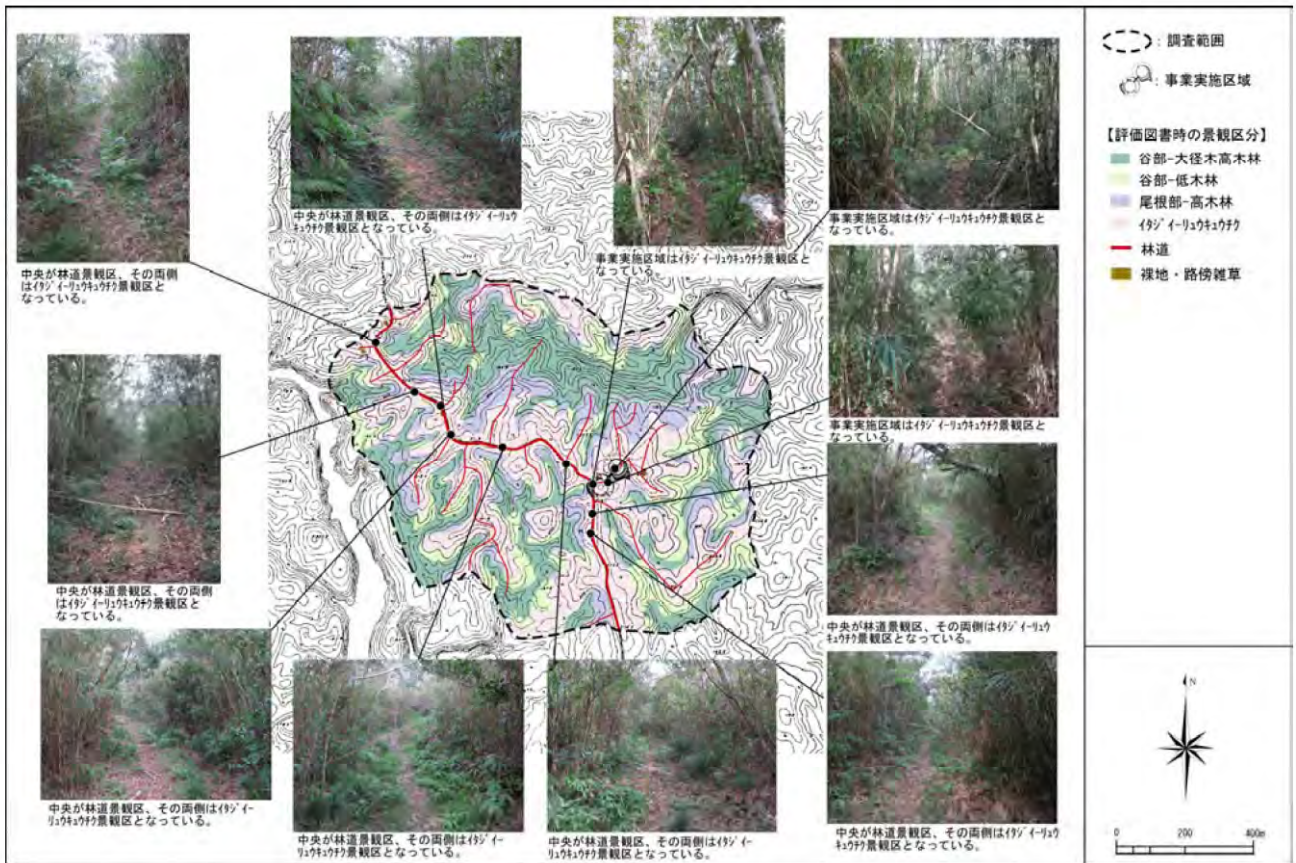 中央が林道景観区、その両側
はｲﾀｼﾞｲｰﾘｭｳｷｭｳﾁｸ景観区と
なっている。
中央が林道景観区、その両側はｲﾀｼﾞｲｰﾘｭｳ
ｷｭｳﾁｸ景観区となっている。
事業実施区域はｲﾀｼﾞｲｰﾘｭｳｷｭｳﾁｸ景観区と
なっている。
事業実施区域はｲﾀｼﾞｲｰﾘｭｳｷｭｳﾁｸ景観区と
なっている。
事業実施区域はｲﾀｼﾞｲｰﾘｭｳｷｭｳﾁｸ景観区と
なっている。
中央が林道景観区、その両側
はｲﾀｼﾞｲｰﾘｭｳｷｭｳﾁｸ景観区と
なっている。
中央が林道景観区、その両側はｲﾀｼﾞｲｰﾘｭｳ
ｷｭｳﾁｸ景観区となっている。
中央が林道景観区、その両側はｲﾀｼﾞｲｰ
ﾘｭｳｷｭｳﾁｸ景観区となっている。
中央が林道景観区、その両側はｲﾀｼﾞｲｰ
ﾘｭｳｷｭｳﾁｸ景観区となっている。
中央が林道景観区、その両側はｲﾀｼﾞｲｰ
ﾘｭｳｷｭｳﾁｸ景観区となっている。
中央が林道景観区、その両側はｲﾀｼﾞｲｰﾘｭｳ
ｷｭｳﾁｸ景観区となっている。
：調査範囲
：事業実施区域
【評価図書時の景観区分】
谷部-大径木高木林
谷部-低木林
尾根部-高木林
ｲﾀｼﾞｲｰﾘｭｳｷｭｳﾁｸ
林道
裸地・路傍雑草
N
0 200 400m